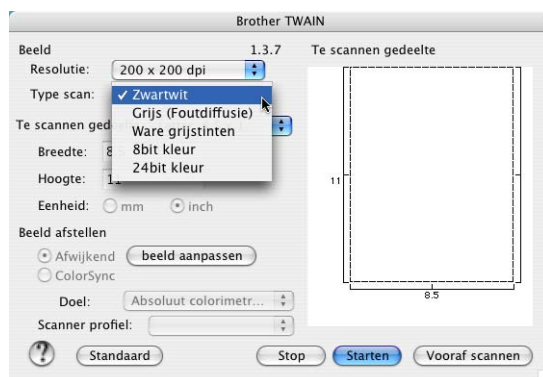 Brother TWAIN
Beeld 1.3.7 Te scannen gedeelte
Resolutie: 200 x 200 dpi
Type scan: ✓ Zwartwit
Grijs (Foutdiffusie)
Te scannen ged
Ware grijstinten
Breedte: 8. 8bit kleur
24bit kleur
Hoogte: 11
11
Eenheid: mm inch
Beeld afstellen
Afwijkend beeld aanpassen
ColorSync
8.5
Doel: Absoluut colorimetr...
Scanner profiel:
? Standaard Stop Starten Vooraf scannen